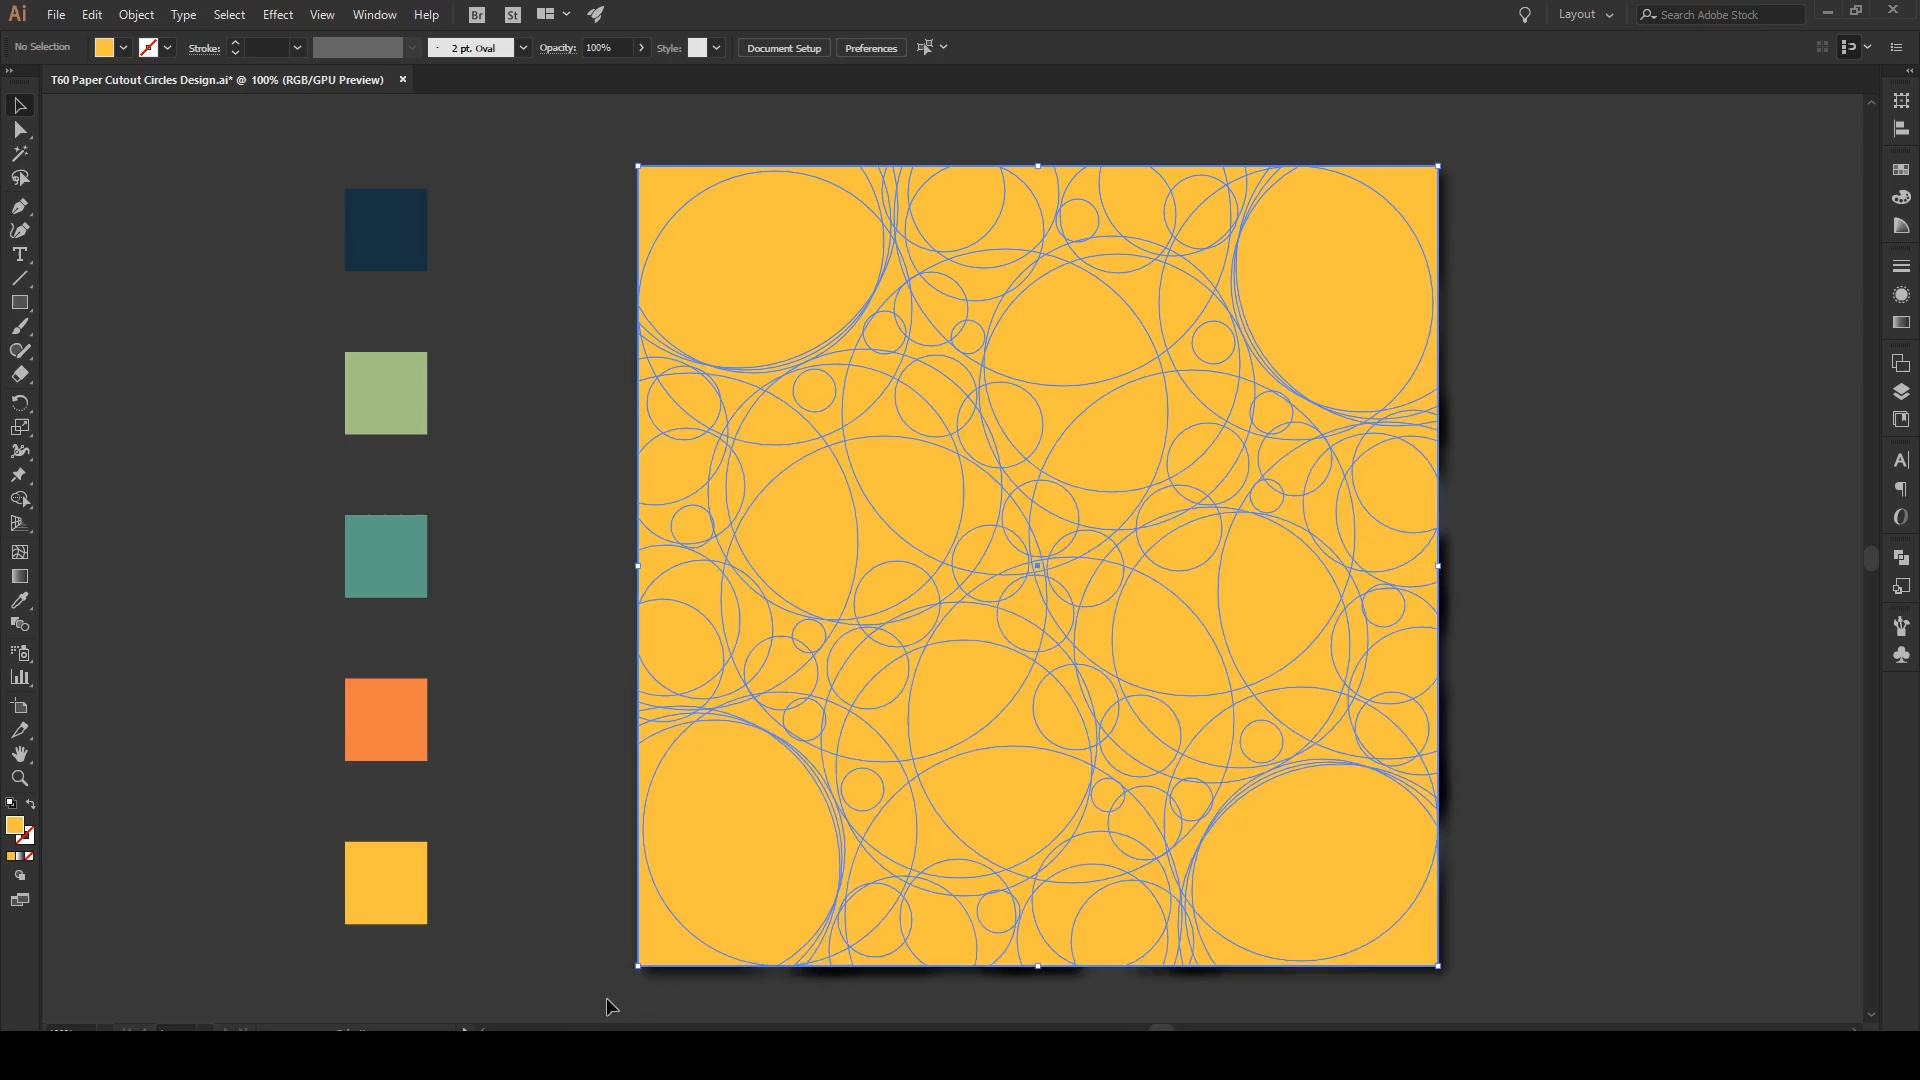 Ai File Edit Object Type Select Effect View Window Help Br St Layout Search Adobe Stock
No Selection Stroke: 2 pt. Oval Opacity: 100% Style: Document Setup Preferences
T60 Paper Cutout Circles Design.ai* @ 100% (RGB/GPU Preview) ×